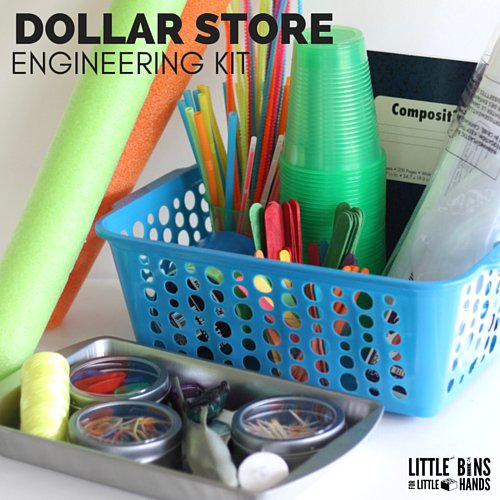 DOLLAR STORE
ENGINEERING KIT
Composit
LITTLE BINS
FOR LITTLE HANDS